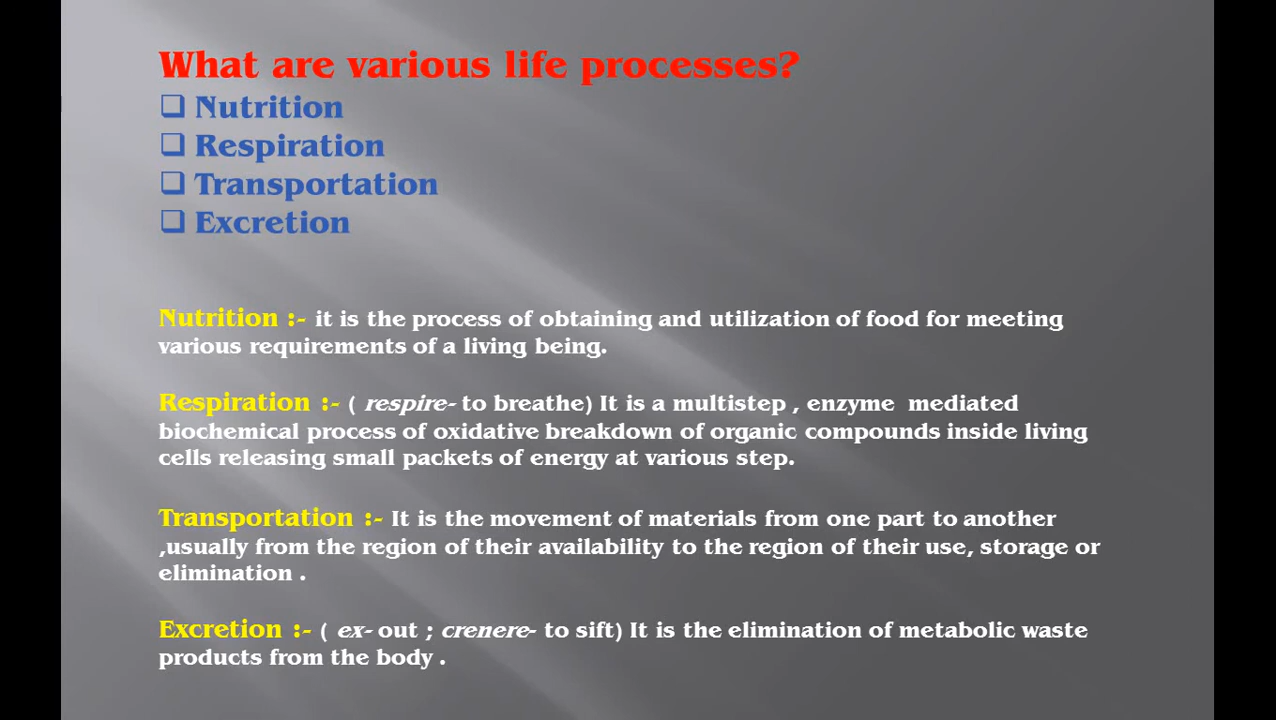 What are various life processes?
❑ Nutrition
❑ Respiration
❑ Transportation
❑ Excretion
Nutrition :- it is the process of obtaining and utilization of food for meeting
various requirements of a living being.
Respiration :- ( respire- to breathe) It is a multistep , enzyme mediated
biochemical process of oxidative breakdown of organic compounds inside living
cells releasing small packets of energy at various step.
Transportation :- It is the movement of materials from one part to another
,usually from the region of their availability to the region of their use, storage or
elimination .
Excretion :- ( ex- out ; crenere- to sift) It is the elimination of metabolic waste
products from the body .